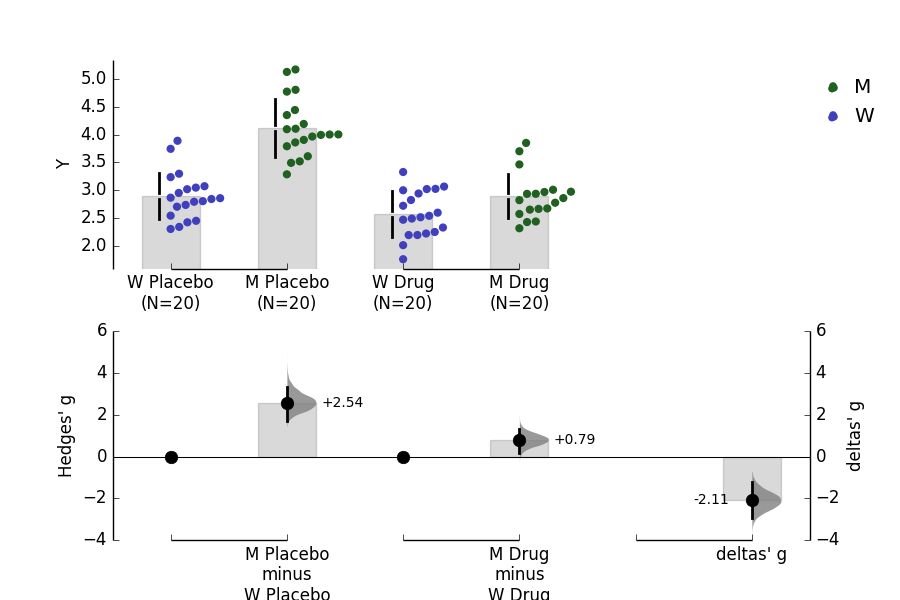 5.0
4.5
4.0
3.5
3.0
2.5
2.0
Y
M
W
W Placebo
(N=20)
M Placebo
(N=20)
W Drug
(N=20)
M Drug
(N=20)
6
4
2
0
−2
−4
Hedges' g
+2.54
+0.79
-2.11
6
4
2
0
−2
−4
deltas' g
M Placebo
minus
W Placebo
M Drug
minus
W Drug
deltas' g